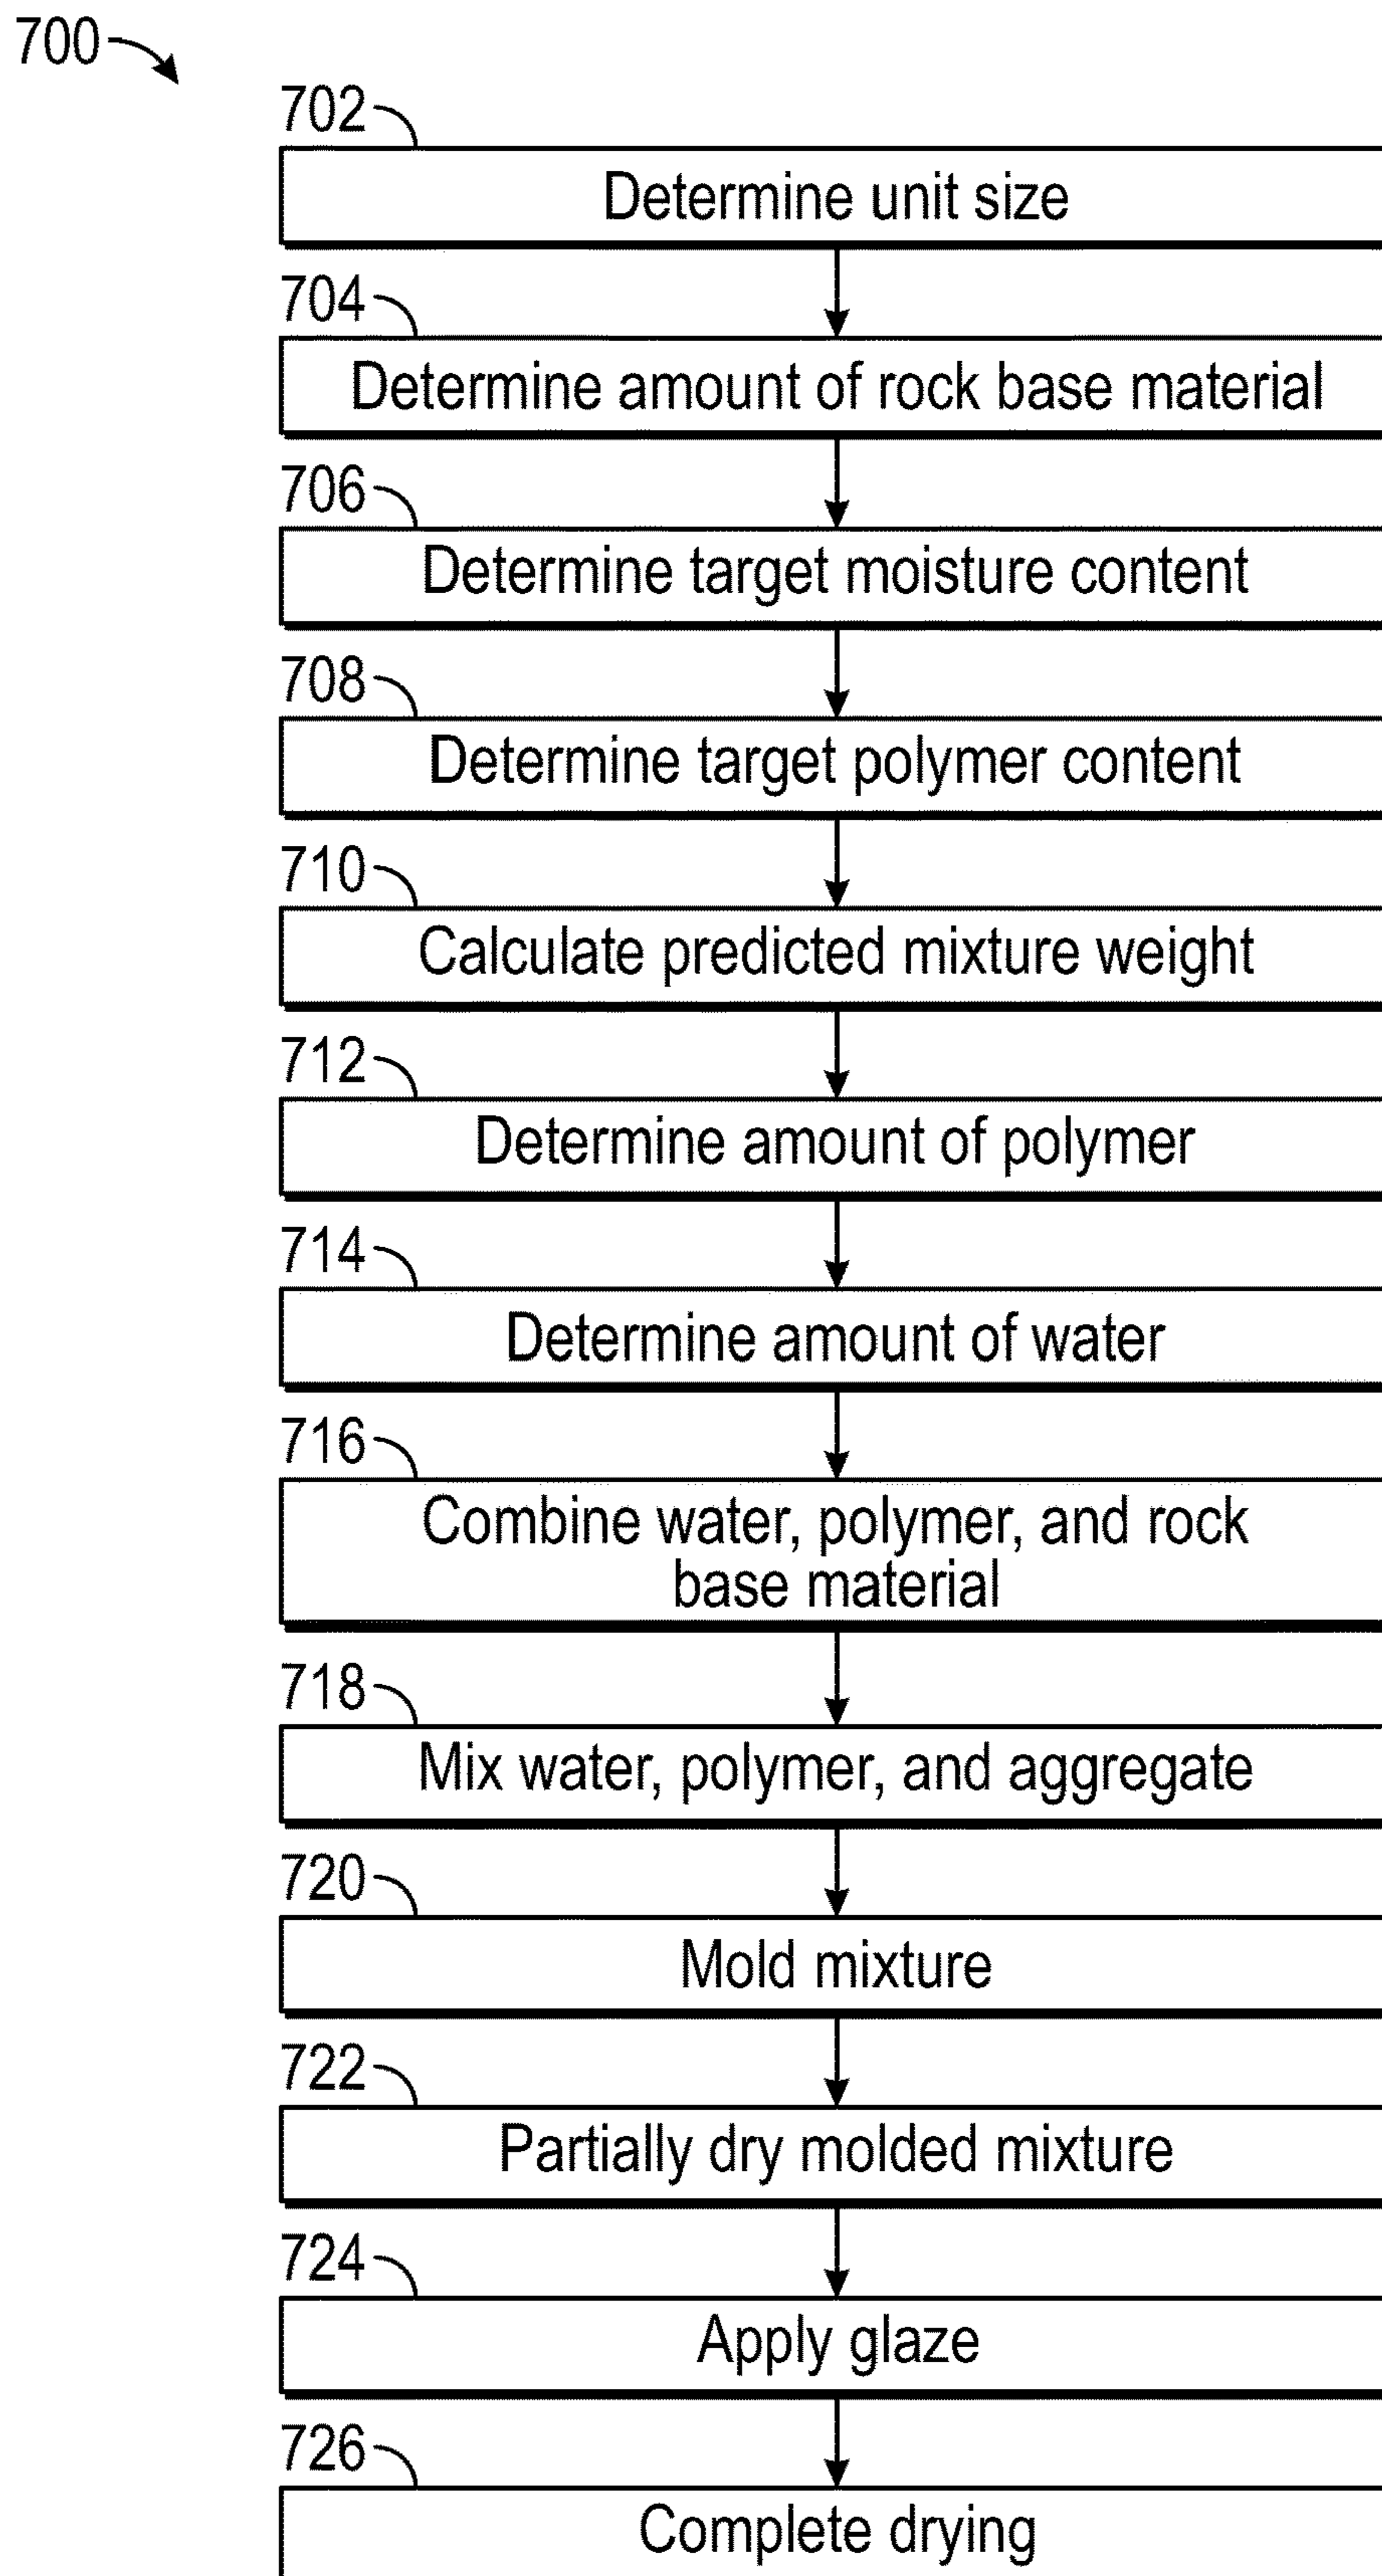 700
702
Determine unit size
704
Determine amount of rock base material
706
Determine target moisture content
708
Determine target polymer content
710
Calculate predicted mixture weight
712
Determine amount of polymer
714
Determine amount of water
716
Combine water, polymer, and rock
base material
718
Mix water, polymer, and aggregate
720
Mold mixture
722
Partially dry molded mixture
724
Apply glaze
726
Complete drying